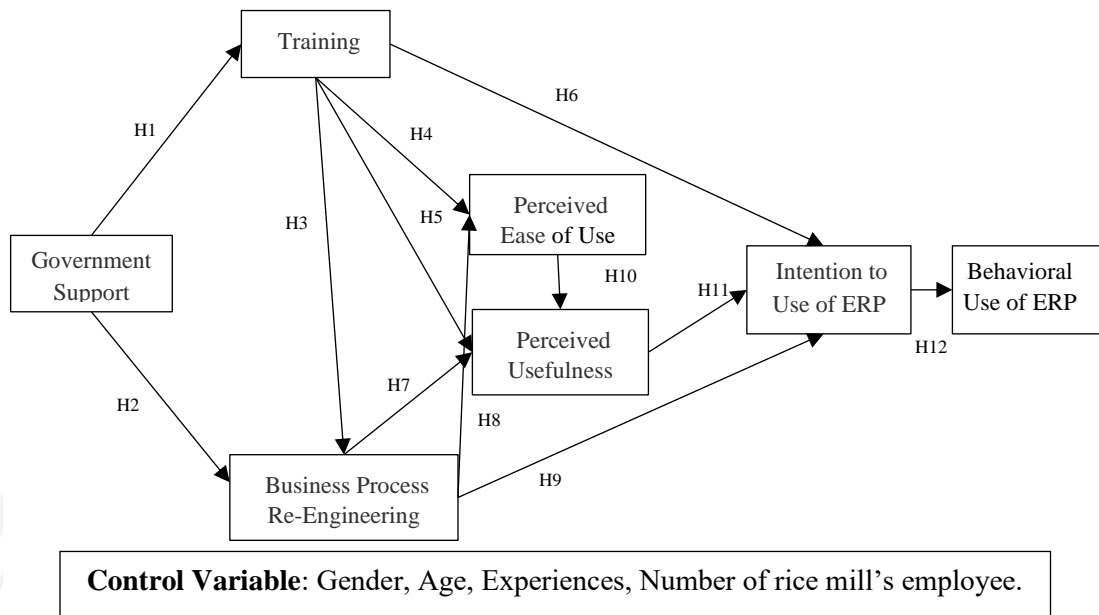 Training
H6
H1
H4
Perceived
Ease of Use
H3
H5
Government
Support
H10
Intention to
Use of ERP
Behavioral
Use of ERP
H11
Perceived
Usefulness
H12
H7
H2
H8
Business Process
Re-Engineering
H9
Control Variable: Gender, Age, Experiences, Number of rice mill’s employee.